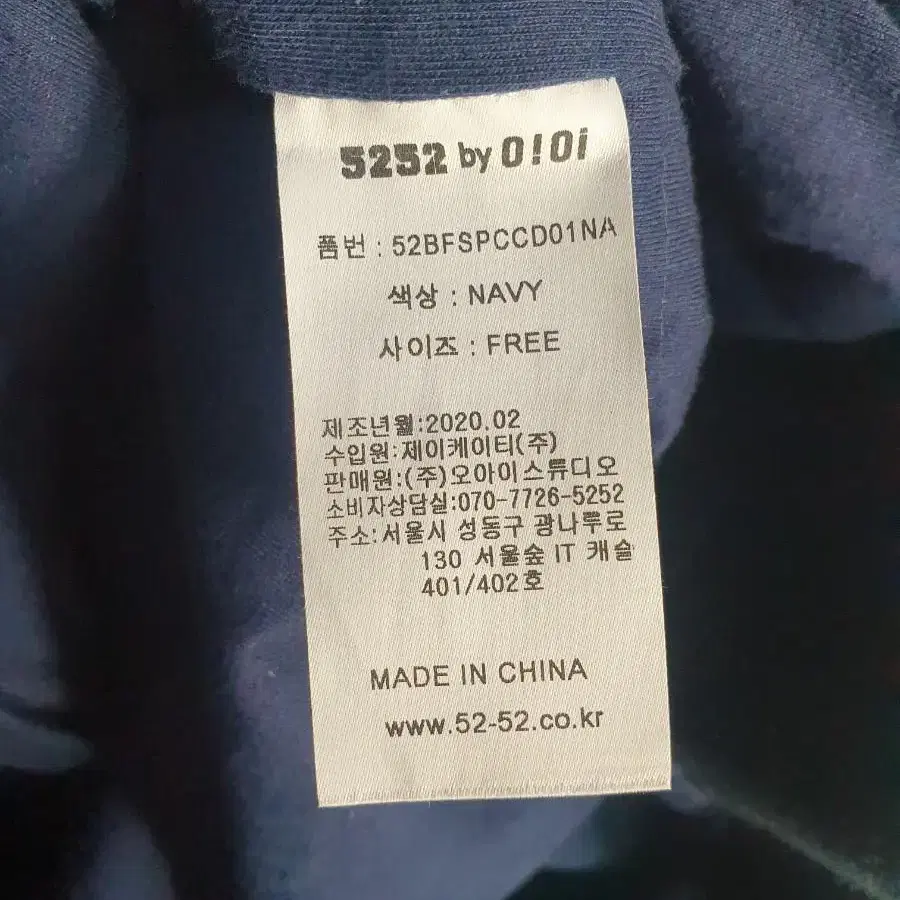 5252 by O!Oi
품번 : 52BFSPCCD01NA
색상 : NAVY
사이즈 : FREE
제조년월:2020.02
수입원:제이케이티(주)
판매원:(주)오아이스튜디오
소비자상담실:070-7726-5252
주소:서울시 성동구 광나루로
130 서울숲 IT 캐슬
401/402호
MADE IN CHINA
www.52-52.co.kr